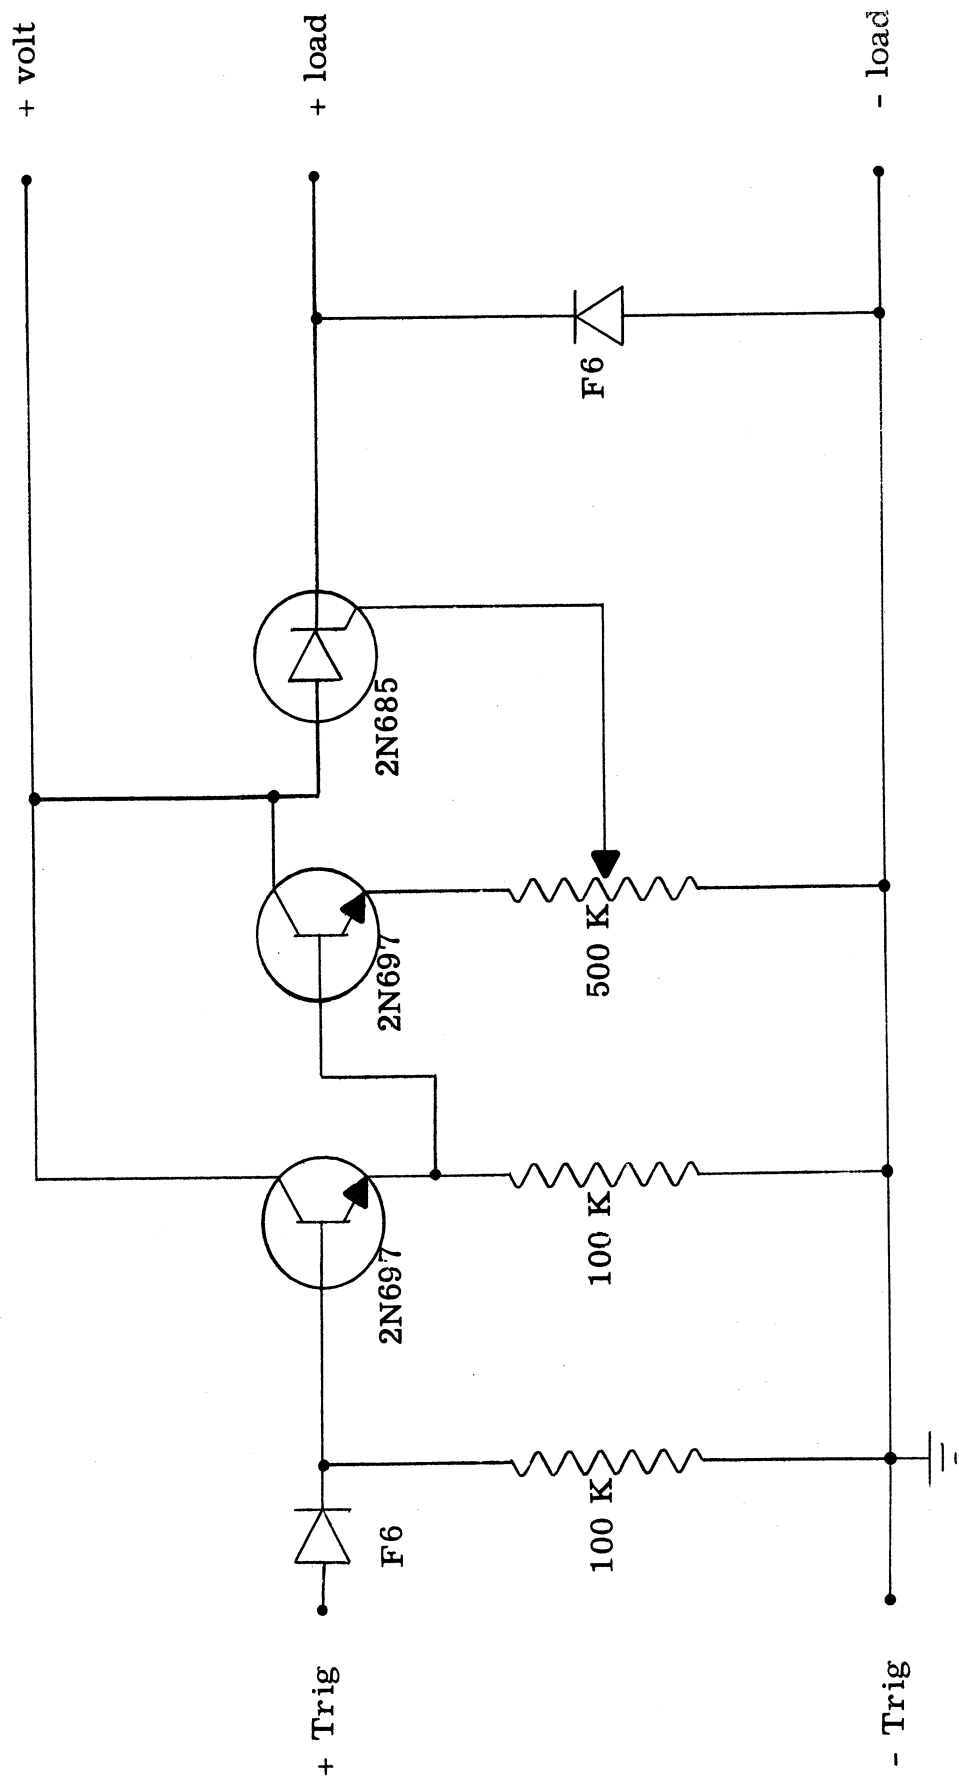 + volt
+ load
- load
F6
2N685
2N697
500 K
2N697
100 K
F6
100 K
+ Trig
- Trig